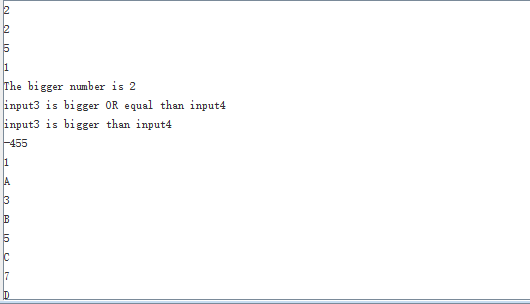 2
2
5
1
The bigger number is 2
input3 is bigger OR equal than input4
input3 is bigger than input4
-455
1
A
3
B
5
C
7
D